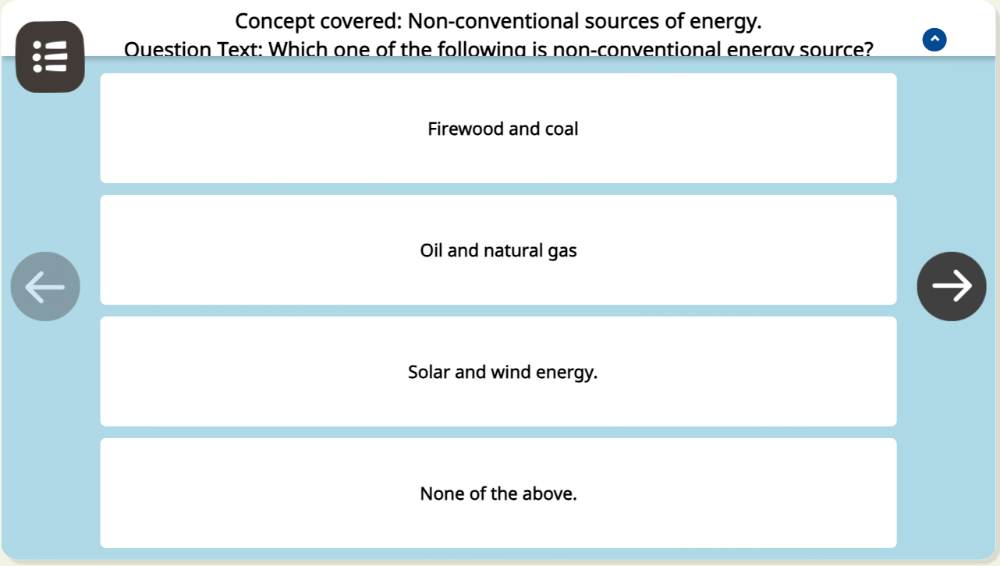 Concept covered: Non-conventional sources of energy.
Question Text: Which one of the following is non-conventional energy source?
Firewood and coal
Oil and natural gas
Solar and wind energy.
None of the above.